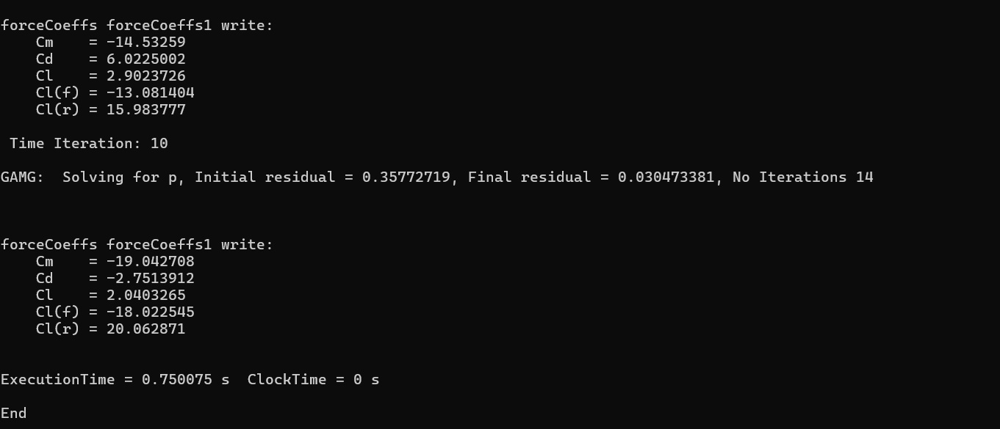 forceCoeffs forceCoeffs1 write:
    Cm    = -14.53259
    Cd    = 6.0225002
    Cl    = 2.9023726
    Cl(f) = -13.081404
    Cl(r) = 15.983777
 Time Iteration: 10
GAMG:  Solving for p, Initial residual = 0.35772719, Final residual = 0.030473381, No Iterations 14
forceCoeffs forceCoeffs1 write:
    Cm    = -19.042708
    Cd    = -2.7513912
    Cl    = 2.0403265
    Cl(f) = -18.022545
    Cl(r) = 20.062871
ExecutionTime = 0.750075 s  ClockTime = 0 s
End